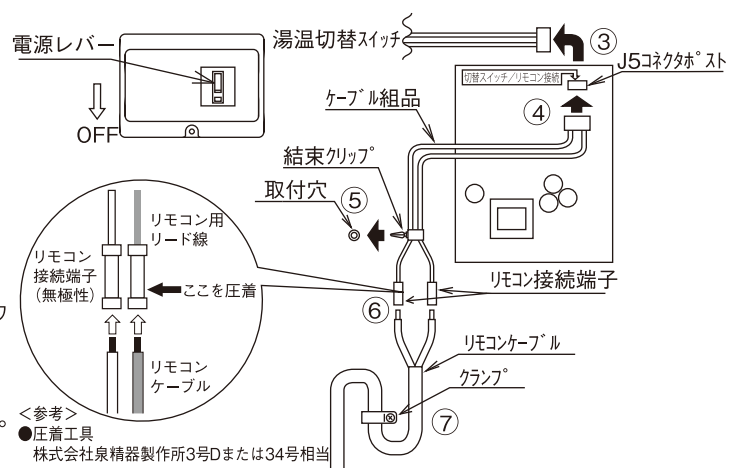 電源レバー
OFF
湯温切替スイッチ
③
J5コネクタポスト
切替スイッチ/リモコン接続
④
ケーブル組品
結束クリップ
取付穴
⑤
リモコン用
リード線
リモコン
接続端子
(無極性)
ここを圧着
リモコン接続端子
⑥
リモコン
ケーブル
リモコンケーブル
クランプ
⑦
<参考>
●圧着工具
株式会社泉精器製作所3号Dまたは34号相当